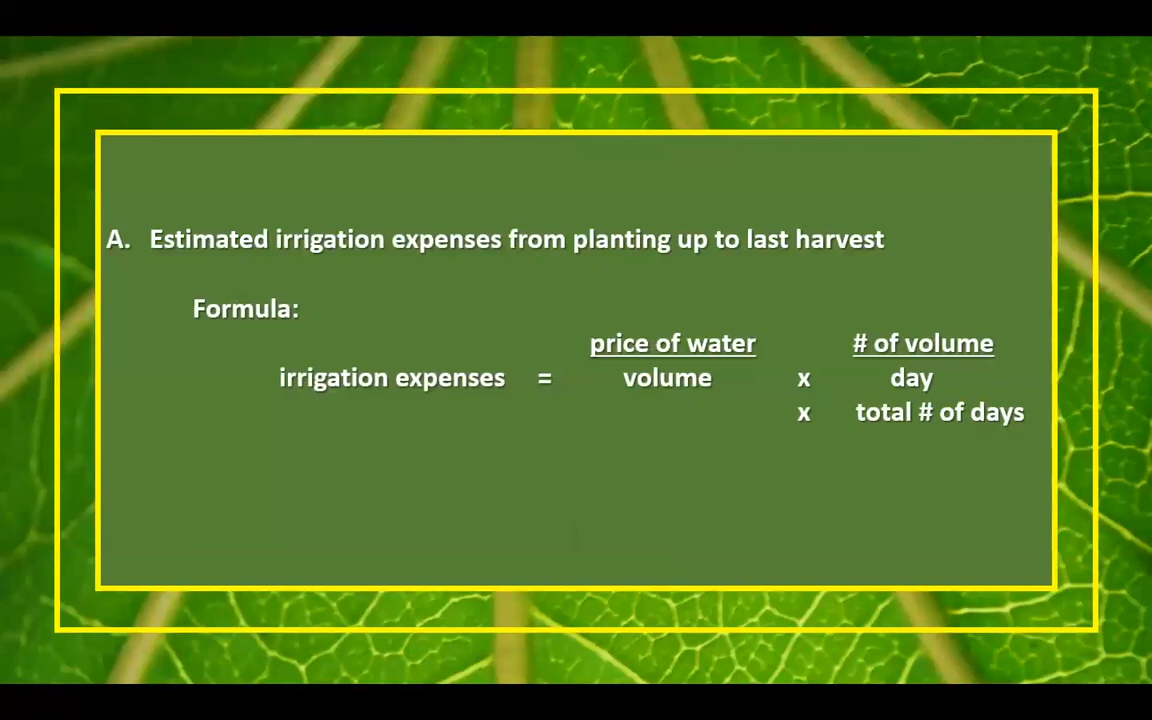 A. Estimated irrigation expenses from planting up to last harvest
Formula:
price of water # of volume
irrigation expenses = volume x day
x total # of days